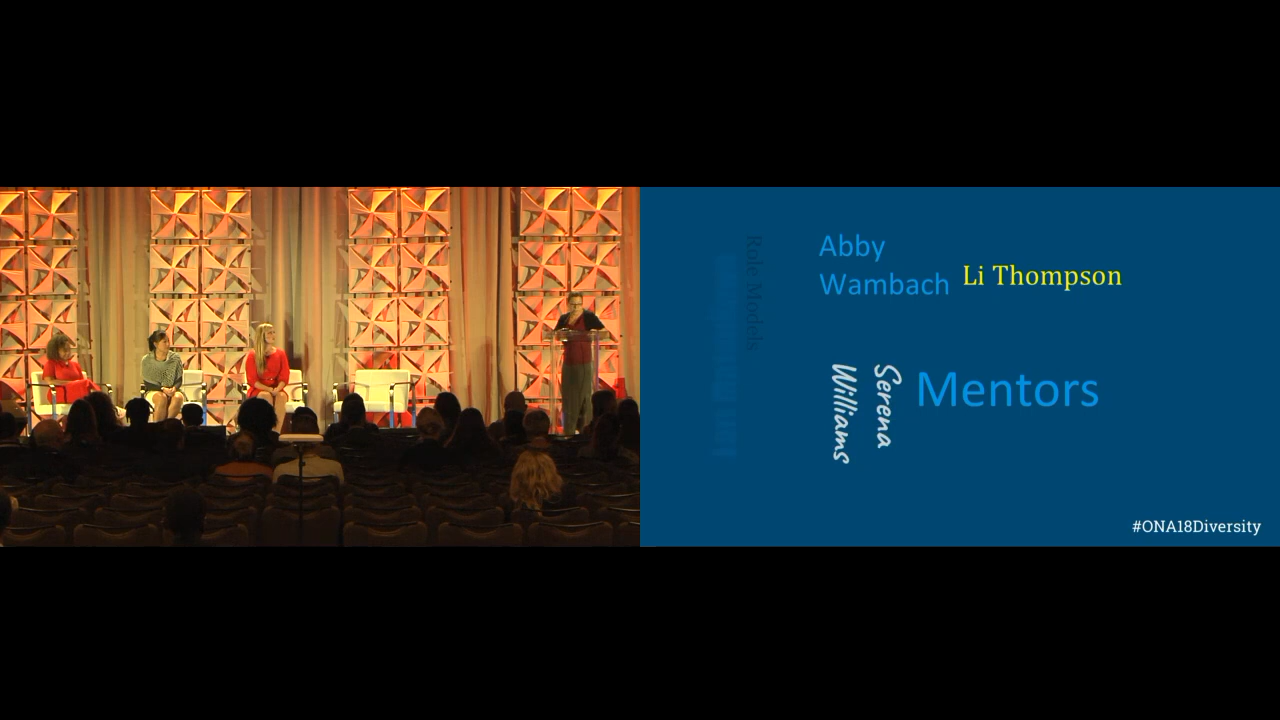 Role Models
Abby
Wambach
Li Thompson
Serena
Williams
Mentors
#ONA18Diversity